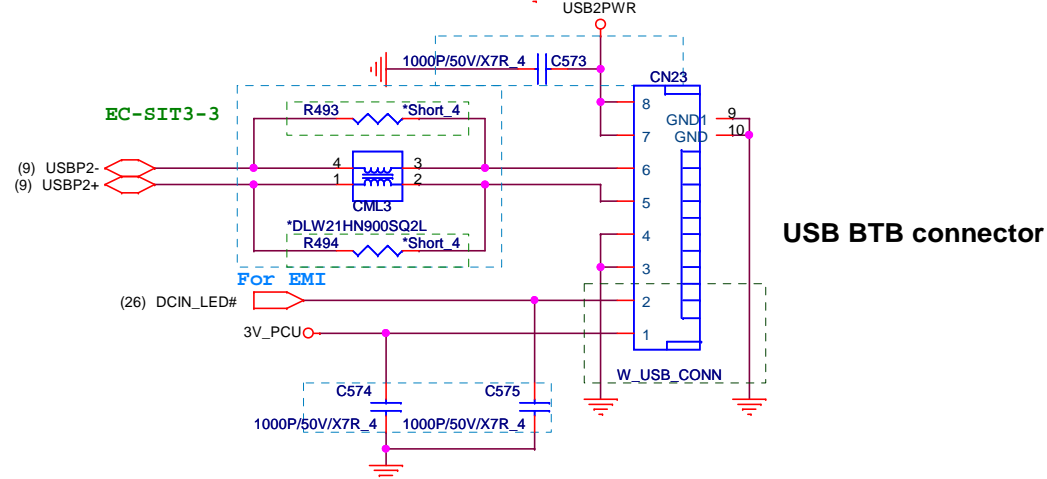 USB2PWR
1000P/50V/X7R_4 C573
CN23
EC-SIT3-3
R493 *Short_4
8
GND1 9
7
GND 10
(9) USBP2- 4 3 6
(9) USBP2+ 1 2 5
CML3
*DLW21HN900SQ2L
R494 *Short_4
4
USB BTB connector
3
For EMI
(26) DCIN_LED# 2
3V_PCU 1
W_USB_CONN
C574 C575
1000P/50V/X7R_4 1000P/50V/X7R_4